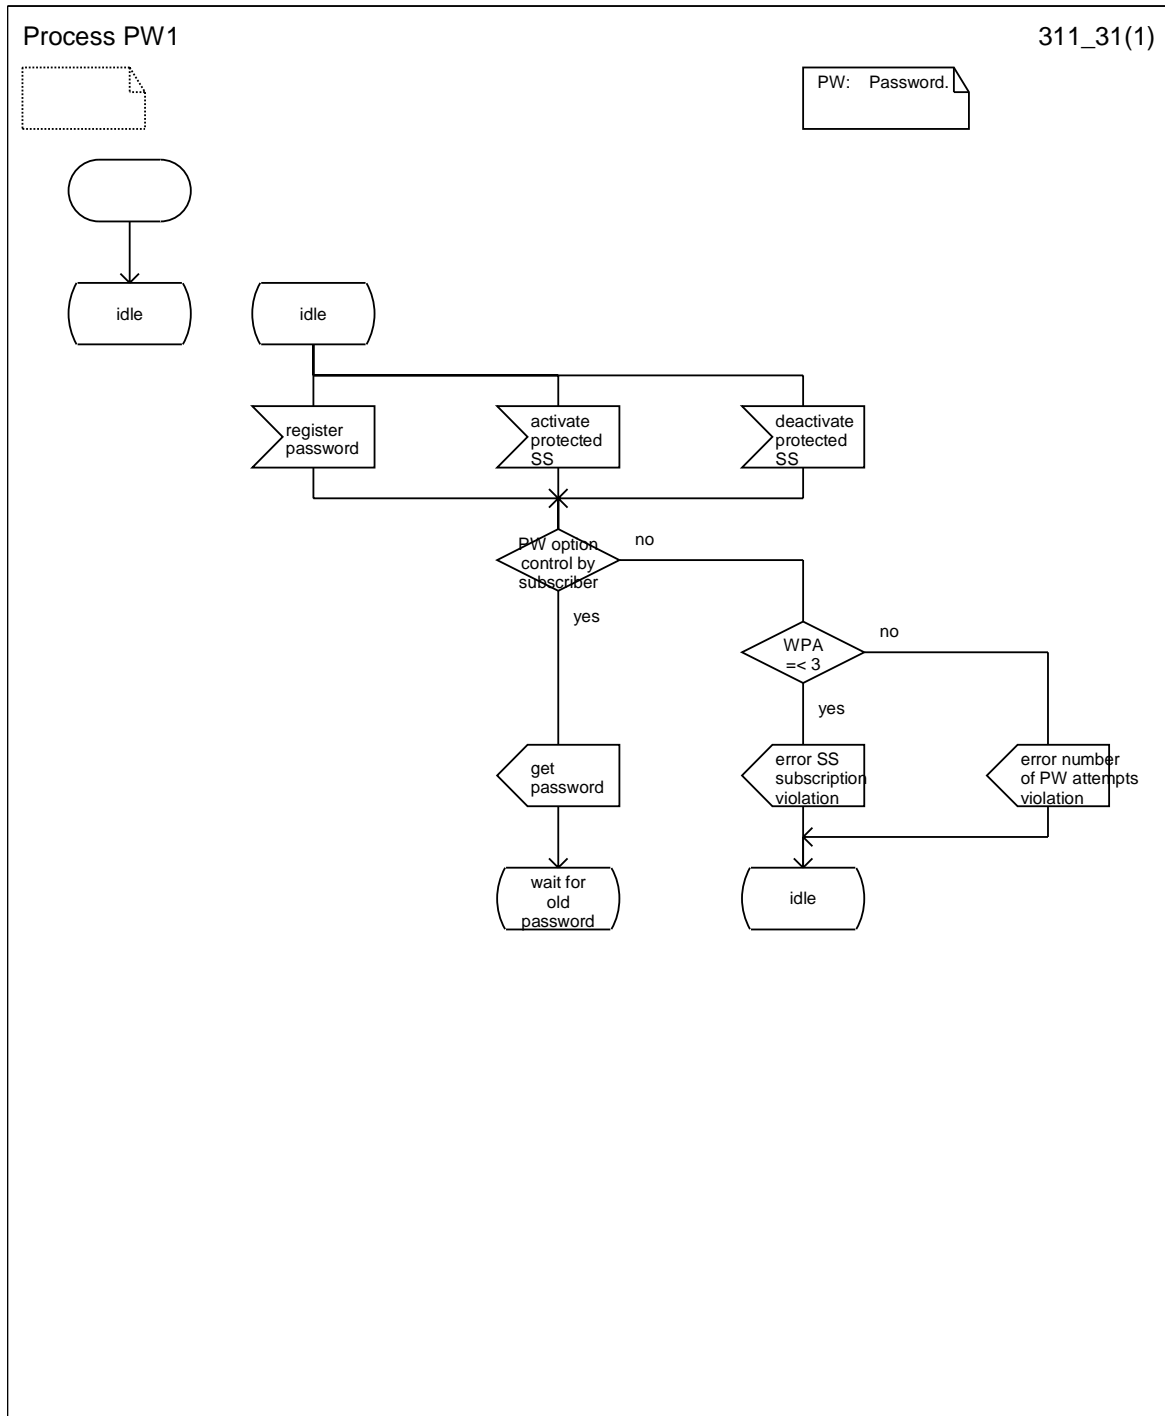 Process PW1
311_31(1)
PW: Password.
idle
idle
register
password
activate
protected
SS
deactivate
protected
SS
PW option
control by
subscriber
no
yes
WPA
=< 3
no
yes
get
password
error SS
subscription
violation
error number
of PW attempts
violation
wait for
old
password
idle